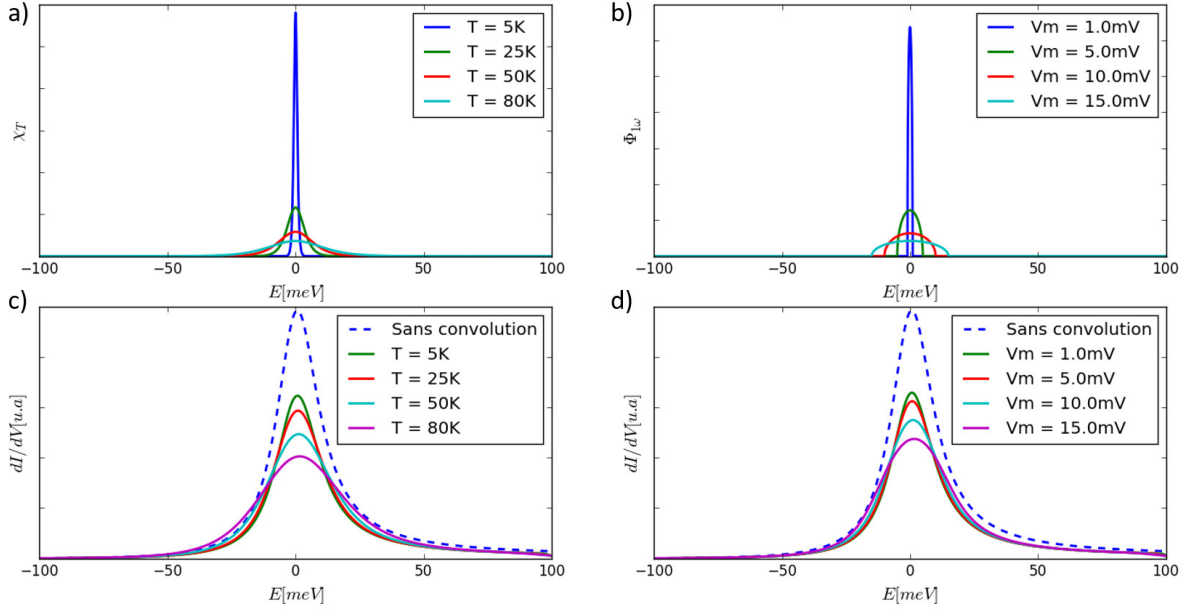 a)
T = 5K
T = 25K
T = 50K
T = 80K
χT
−100 −50 0 50 100
E[meV]
b)
Vm = 1.0mV
Vm = 5.0mV
Vm = 10.0mV
Vm = 15.0mV
Φ1ω
−100 −50 0 50 100
E[meV]
c)
Sans convolution
T = 5K
T = 25K
T = 50K
T = 80K
dI/dV[u.a]
−100 −50 0 50 100
E[meV]
d)
Sans convolution
Vm = 1.0mV
Vm = 5.0mV
Vm = 10.0mV
Vm = 15.0mV
dI/dV[u.a]
−100 −50 0 50 100
E[meV]